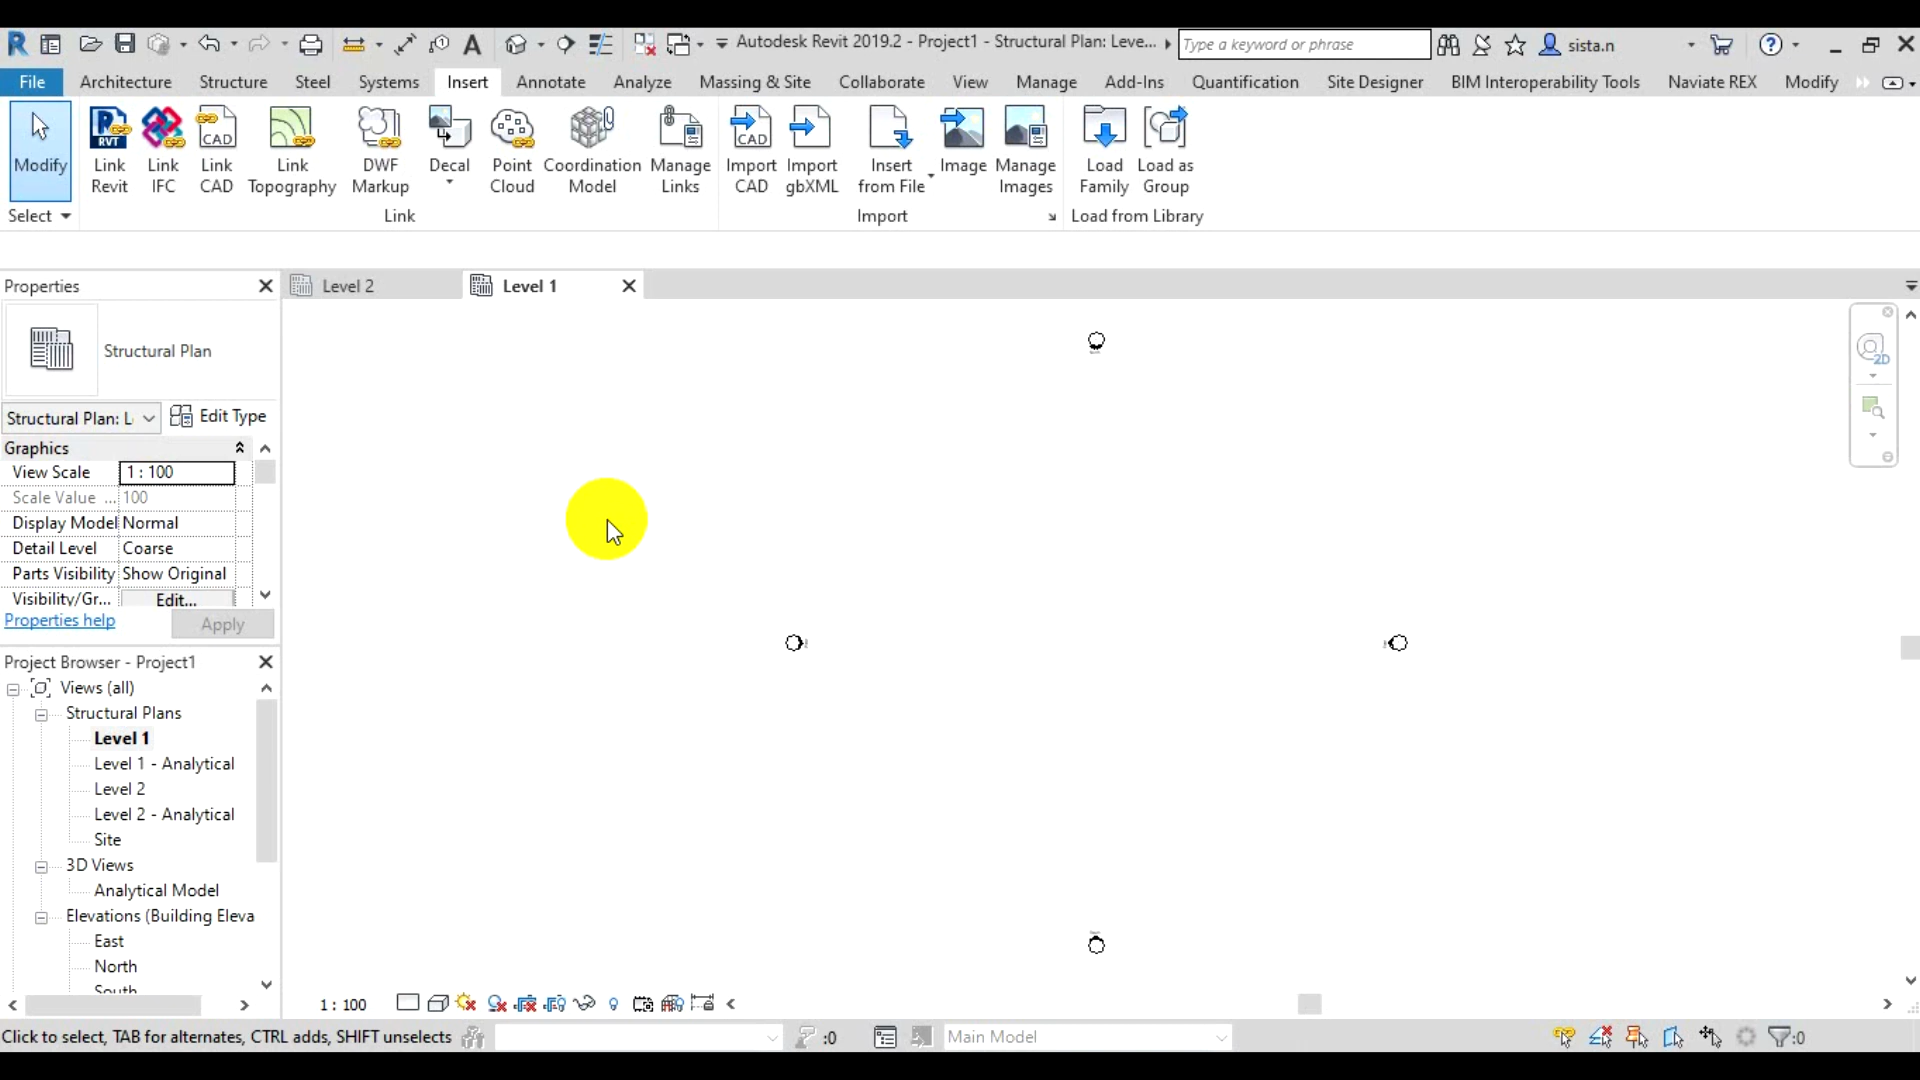 Autodesk Revit 2019.2 - Project1 - Structural Plan: Leve... Type a keyword or phrase sista.n
File Architecture Structure Steel Systems Insert Annotate Analyze Massing & Site Collaborate View Manage Add-Ins Quantification Site Designer BIM Interoperability Tools Naviate REX Modify
Modify Link Link Link Link DWF Decal Point Coordination Manage Import Import Insert Image Manage Load Load as
Revit IFC CAD Topography Markup Cloud Model Links CAD gbXML from File Images Family Group
Select Link Import Load from Library
Properties Level 2 Level 1
Structural Plan
Structural Plan: L Edit Type
Graphics
View Scale 1 : 100
Scale Value ... 100
Display Model Normal
Detail Level Coarse
Parts Visibility Show Original
Visibility/Gr... Edit...
Properties help Apply
Project Browser - Project1
Views (all)
Structural Plans
Level 1
Level 1 - Analytical
Level 2
Level 2 - Analytical
Site
3D Views
Analytical Model
Elevations (Building Eleva
East
North
South
1 : 100
Click to select, TAB for alternates, CTRL adds, SHIFT unselects :0 Main Model :0